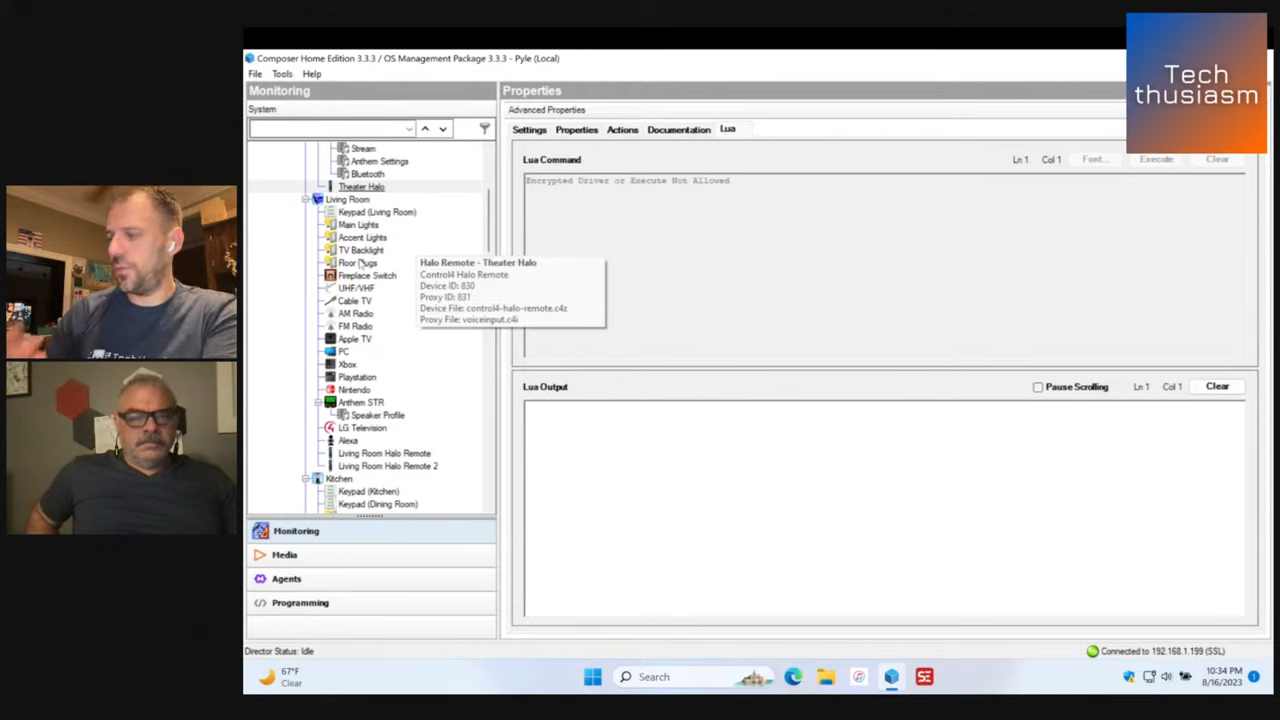 Composer Home Edition 3.3.3 / OS Management Package 3.3.3 - Pyle (Local)
File Tools Help
Monitoring
System
Stream
Anthem Settings
Bluetooth
Theater Halo
Living Room
Keypad (Living Room)
Main Lights
Accent Lights
TV Backlight
Floor Plugs
Fireplace Switch
UHF/VHF
Cable TV
AM Radio
FM Radio
Apple TV
PC
Xbox
Playstation
Nintendo
Anthem STR
Speaker Profile
LG Television
Alexa
Living Room Halo Remote
Living Room Halo Remote 2
Kitchen
Keypad (Kitchen)
Keypad (Dining Room)
Monitoring
Media
Agents
Programming
Halo Remote - Theater Halo
Control4 Halo Remote
Device ID: 830
Proxy ID: 831
Device File: control4-halo-remote.c4z
Proxy File: voiceinput.c4i
Properties
Advanced Properties
Settings Properties Actions Documentation Lua
Lua Command Ln 1 Col 1 Font... Execute Clear
Encrypted Driver or Execute Not Allowed
Lua Output Pause Scrolling Ln 1 Col 1 Clear
Tech
thusiasm
Director Status: Idle
Connected to 192.168.1.199 (SSL)
67°F
Clear
Search
SE
10:34 PM
8/16/2023
1